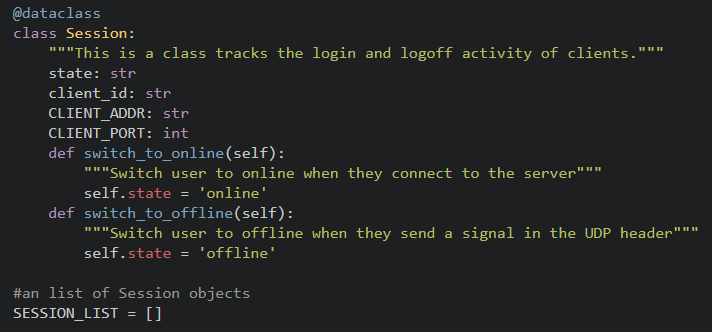 @dataclass
class Session:
    """This is a class tracks the login and logoff activity of clients."""
    state: str
    client_id: str
    CLIENT_ADDR: str
    CLIENT_PORT: int
    def switch_to_online(self):
        """Switch user to online when they connect to the server"""
        self.state = 'online'
    def switch_to_offline(self):
        """Switch user to offline when they send a signal in the UDP header"""
        self.state = 'offline'

#an list of Session objects
SESSION_LIST = []